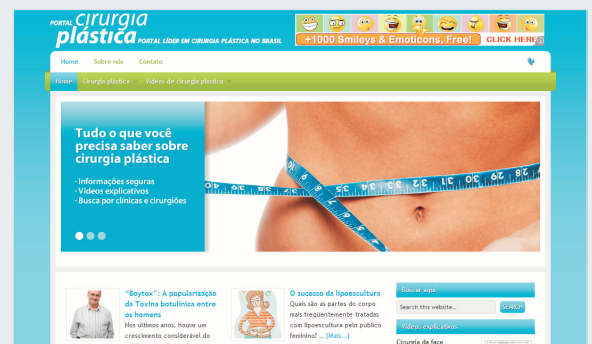 PORTAL CIRURGIA
plástica PORTAL LÍDER EM CIRURGIA PLÁSTICA NO BRASIL
+1000 Smileys & Emoticons, Free! CLICK HERE
Home Sobre nós Contato
Home Cirurgia plástica Vídeos de cirurgia plastica
Tudo o que você
precisa saber sobre
cirurgia plástica
· Informações seguras
· Vídeos explicativos
· Busca por clínicas e cirurgiões
"Boytox": A popularização
da Toxina botulínica entre
os homens
Nos últimos anos, houve um
crescimento considerável do
O sucesso da lipoescultura
Quais são as partes do corpo
mais freqüentemente tratadas
com lipoescultura pelo público
feminino? ... [Mais...]
Buscar aqui
Search this website... SEARCH
Vídeos explicativos
Cirurgia da face